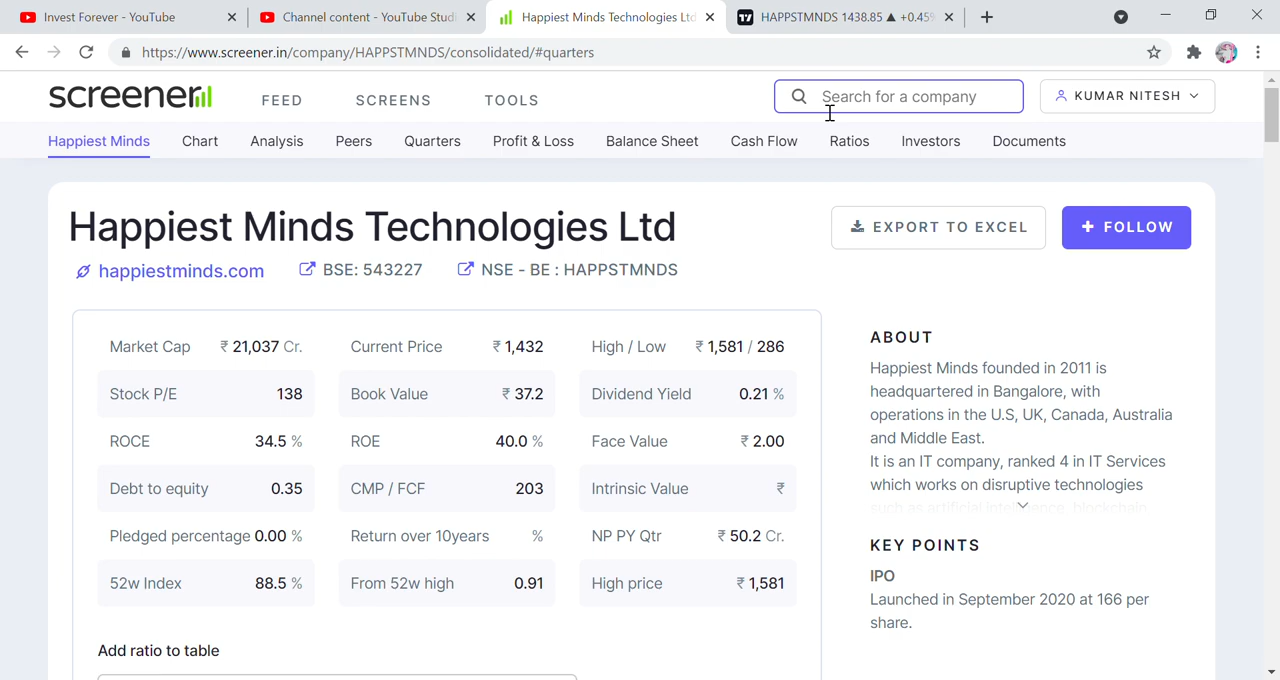 Invest Forever - YouTube
Channel content - YouTube Studi
Happiest Minds Technologies Ltd
HAPPSTMNDS 1438.85 ▲ +0.45%
https://www.screener.in/company/HAPPSTMNDS/consolidated/#quarters
screener
FEED
SCREENS
TOOLS
Search for a company
KUMAR NITESH
Happiest Minds
Chart
Analysis
Peers
Quarters
Profit & Loss
Balance Sheet
Cash Flow
Ratios
Investors
Documents
Happiest Minds Technologies Ltd
EXPORT TO EXCEL
+ FOLLOW
happiestminds.com
BSE: 543227
NSE - BE : HAPPSTMNDS
Market Cap ₹ 21,037 Cr.
Current Price ₹ 1,432
High / Low ₹ 1,581 / 286
Stock P/E 138
Book Value ₹ 37.2
Dividend Yield 0.21 %
ROCE 34.5 %
ROE 40.0 %
Face Value ₹ 2.00
Debt to equity 0.35
CMP / FCF 203
Intrinsic Value ₹
Pledged percentage 0.00 %
Return over 10years %
NP PY Qtr ₹ 50.2 Cr.
52w Index 88.5 %
From 52w high 0.91
High price ₹ 1,581
Add ratio to table
ABOUT
Happiest Minds founded in 2011 is
headquartered in Bangalore, with
operations in the U.S, UK, Canada, Australia
and Middle East.
It is an IT company, ranked 4 in IT Services
which works on disruptive technologies
such as artificial intelligence, blockchain
KEY POINTS
IPO
Launched in September 2020 at 166 per
share.